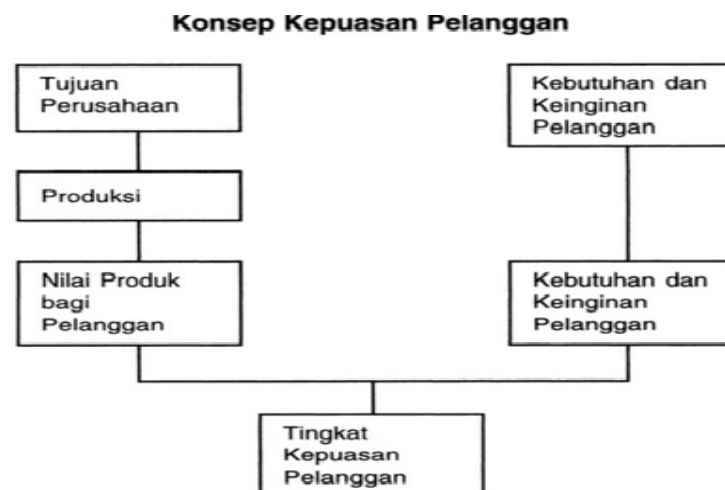 Konsep Kepuasan Pelanggan
Tujuan
Perusahaan
Produksi
Nilai Produk
bagi
Pelanggan
Kebutuhan dan
Keinginan
Pelanggan
Kebutuhan dan
Keinginan
Pelanggan
Tingkat
Kepuasan
Pelanggan